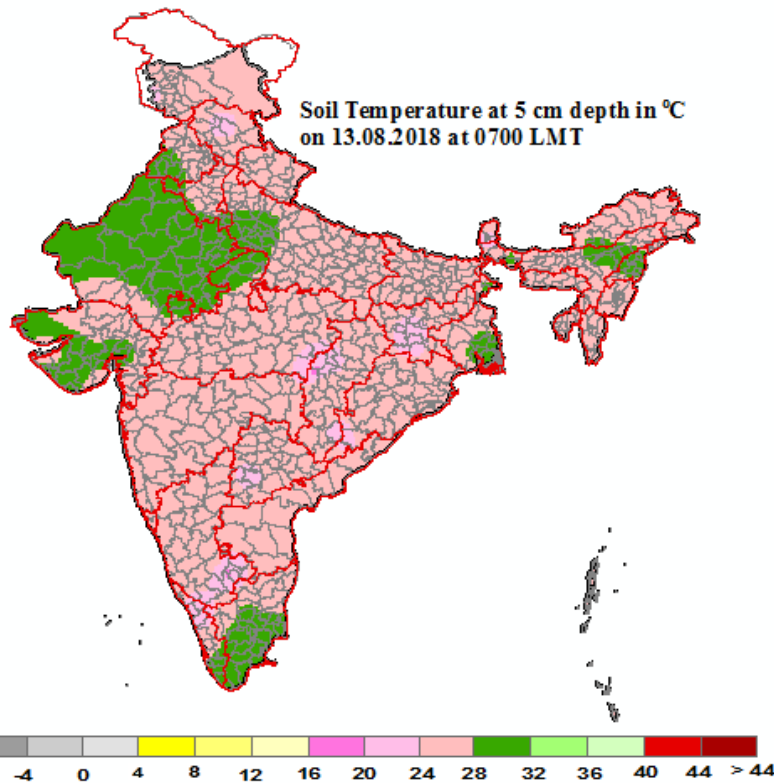 Soil Temperature at 5 cm depth in ⁰C
on 13.08.2018 at 0700 LMT
-4 0 4 8 12 16 20 24 28 32 36 40 44 > 44